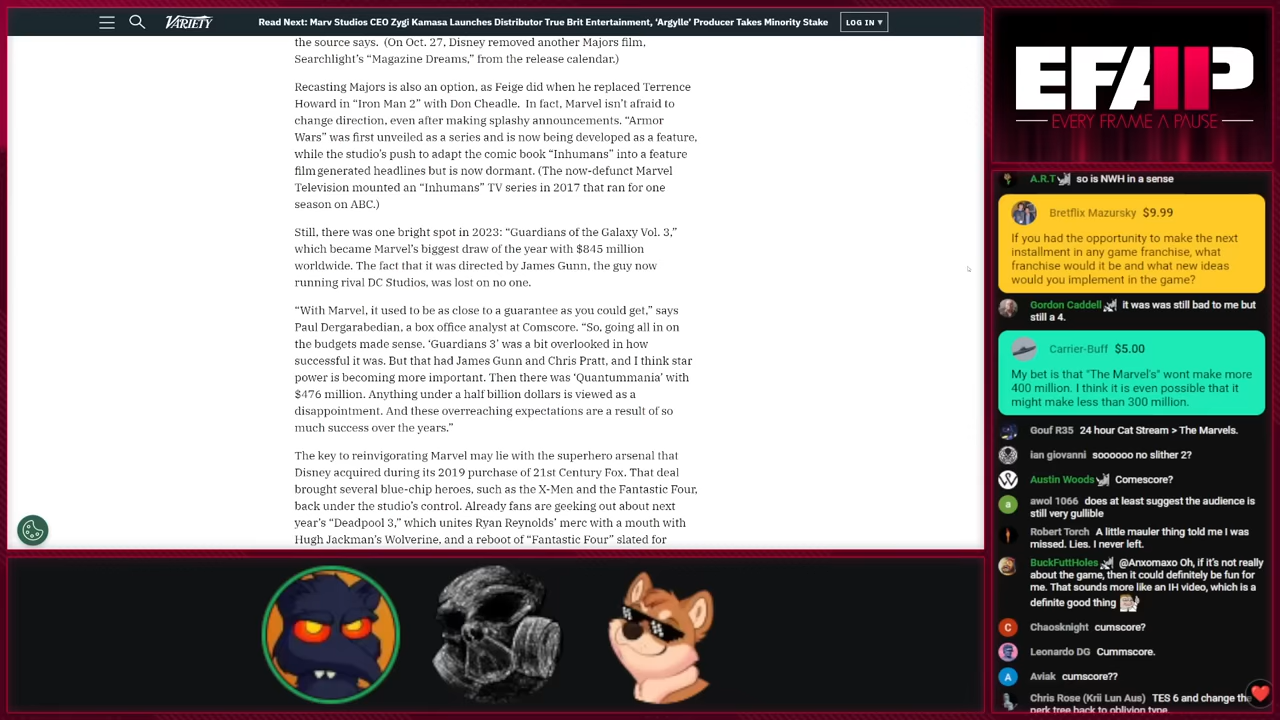 VARIETY
Read Next: Marv Studios CEO Zygi Kamasa Launches Distributor True Brit Entertainment, ‘Argylle’ Producer Takes Minority Stake
LOG IN ▾
the source says. (On Oct. 27, Disney removed another Majors film,
Searchlight’s “Magazine Dreams,” from the release calendar.)
Recasting Majors is also an option, as Feige did when he replaced Terrence
Howard in “Iron Man 2” with Don Cheadle. In fact, Marvel isn’t afraid to
change direction, even after making splashy announcements. “Armor
Wars” was first unveiled as a series and is now being developed as a feature,
while the studio’s push to adapt the comic book “Inhumans” into a feature
film generated headlines but is now dormant. (The now-defunct Marvel
Television mounted an “Inhumans” TV series in 2017 that ran for one
season on ABC.)
Still, there was one bright spot in 2023: “Guardians of the Galaxy Vol. 3,”
which became Marvel’s biggest draw of the year with $845 million
worldwide. The fact that it was directed by James Gunn, the guy now
running rival DC Studios, was lost on no one.
“With Marvel, it used to be as close to a guarantee as you could get,” says
Paul Dergarabedian, a box office analyst at Comscore. “So, going all in on
the budgets made sense. ‘Guardians 3’ was a bit overlooked in how
successful it was. But that had James Gunn and Chris Pratt, and I think star
power is becoming more important. Then there was ‘Quantummania’ with
$476 million. Anything under a half billion dollars is viewed as a
disappointment. And these overreaching expectations are a result of so
much success over the years.”
The key to reinvigorating Marvel may lie with the superhero arsenal that
Disney acquired during its 2019 purchase of 21st Century Fox. That deal
brought several blue-chip heroes, such as the X-Men and the Fantastic Four,
back under the studio’s control. Already fans are geeking out about next
year’s “Deadpool 3,” which unites Ryan Reynolds’ merc with a mouth with
Hugh Jackman’s Wolverine, and a reboot of “Fantastic Four” slated for
EFAP
EVERY FRAME A PAUSE
A.R.T so is NWH in a sense
Bretflix Mazursky $9.99
If you had the opportunity to make the next
installment in any game franchise, what
franchise would it be and what new ideas
would you implement in the game?
Gordon Caddell it was was still bad to me but
still a 4.
Carrier-Buff $5.00
My bet is that "The Marvel's" wont make more
400 million. I think it is even possible that it
might make less than 300 million.
Gouf R35 24 hour Cat Stream > The Marvels.
ian giovanni soooooo no slither 2?
Austin Woods Comescore?
awol 1066 does at least suggest the audience is
still very gullible
Robert Torch A little mauler thing told me I was
missed. Lies. I never left.
BuckFuttHoles @Anxomaxo Oh, if it's not really
about the game, then it could definitely be fun for
me. That sounds more like an IH video, which is a
definite good thing
C
Chaosknight cumscore?
Leonardo DG Cummscore.
A
Aviak cumscore??
Chris Rose (Krii Lun Aus) TES 6 and change the
perk tree back to oblivion type